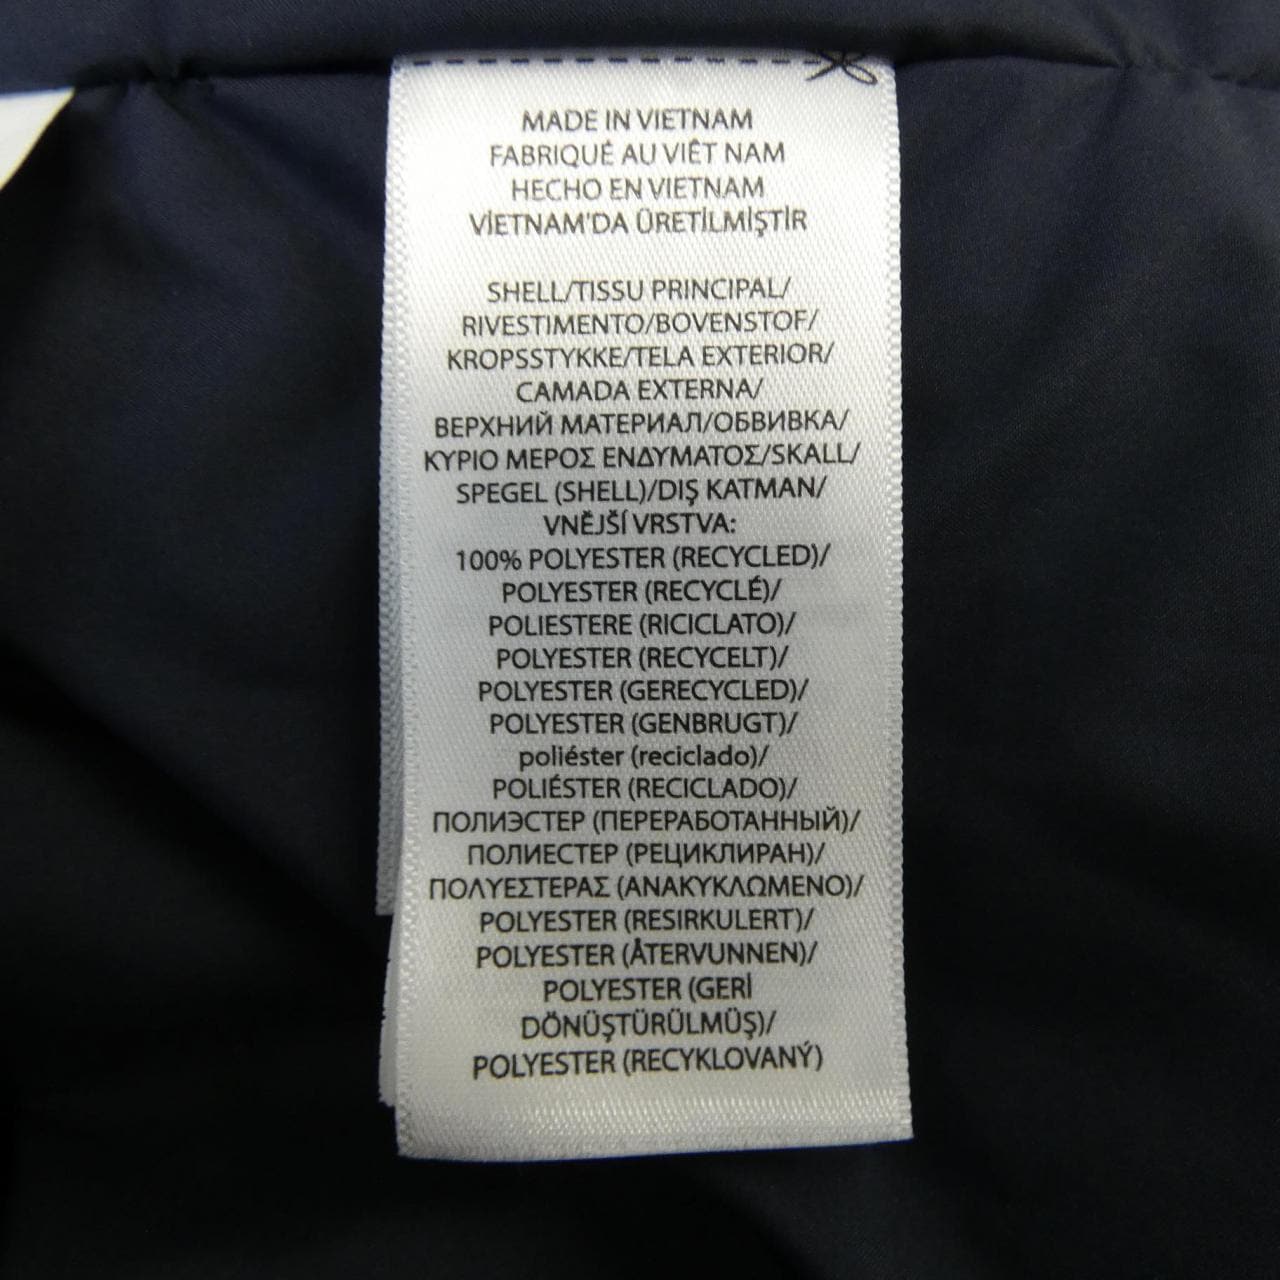 MADE IN VIETNAM
FABRIQUÉ AU VIÊT NAM
HECHO EN VIETNAM
VİETNAM'DA ÜRETİLMİŞTİR
SHELL/TISSU PRINCIPAL/
RIVESTIMENTO/BOVENSTOF/
KROPSSTYKKE/TELA EXTERIOR/
CAMADA EXTERNA/
ВЕРХНИЙ МАТЕРИАЛ/ОБВИВКА/
ΚΥΡΙΟ ΜΕΡΟΣ ΕΝΔΥΜΑΤΟΣ/SKALL/
SPEGEL (SHELL)/DIŞ KATMAN/
VNĚJŠÍ VRSTVA:
100% POLYESTER (RECYCLED)/
POLYESTER (RECYCLÉ)/
POLIESTERE (RICICLATO)/
POLYESTER (RECYCELT)/
POLYESTER (GERECYCLED)/
POLYESTER (GENBRUGT)/
poliéster (reciclado)/
POLIÉSTER (RECICLADO)/
ПОЛИЭСТЕР (ПЕРЕРАБОТАННЫЙ)/
ПОЛИЕСТЕР (РЕЦИКЛИРАН)/
ΠΟΛΥΕΣΤΕΡΑΣ (ΑΝΑΚΥΚΛΩΜΕΝΟ)/
POLYESTER (RESIRKULERT)/
POLYESTER (ÅTERVUNNEN)/
POLYESTER (GERİ
DÖNÜŞTÜRÜLMÜŞ)/
POLYESTER (RECYKLOVANÝ)